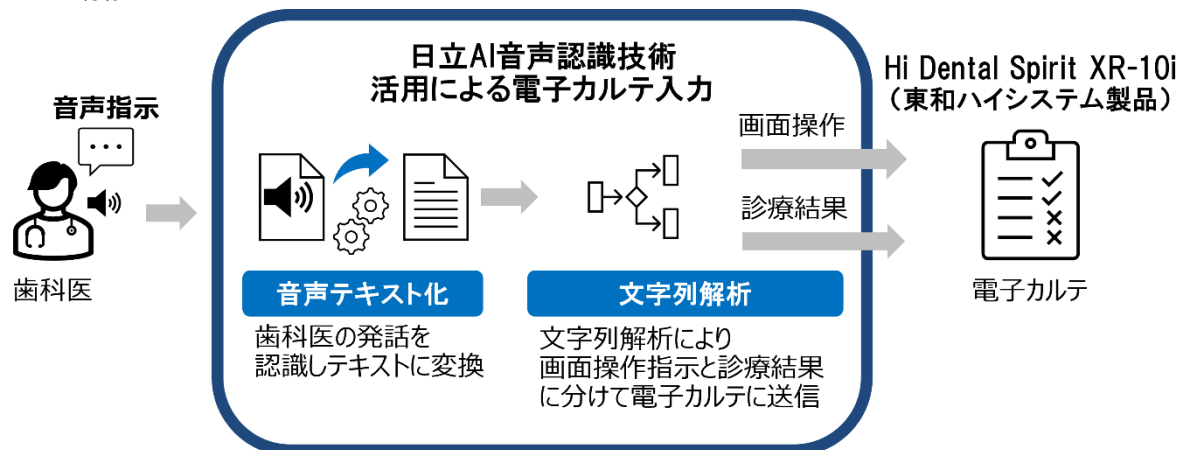 日立AI音声認識技術
活用による電子カルテ入力
Hi Dental Spirit XR-10i
（東和ハイシステム製品）
音声指示
画面操作
診療結果
歯科医
電子カルテ
音声テキスト化
文字列解析
歯科医の発話を
認識しテキストに変換
文字列解析により
画面操作指示と診療結果
に分けて電子カルテに送信